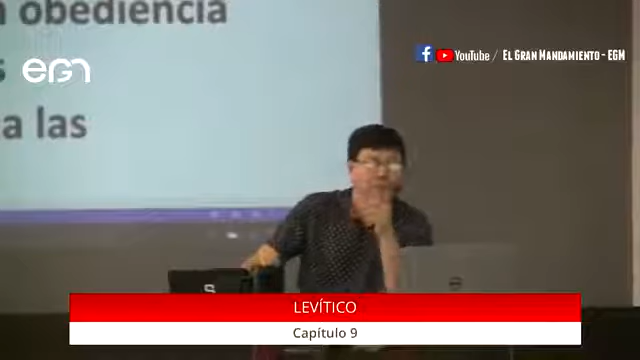 obediencia
a las
egm
YouTube / El Gran Mandamiento - EGM
LEVÍTICO
Capítulo 9